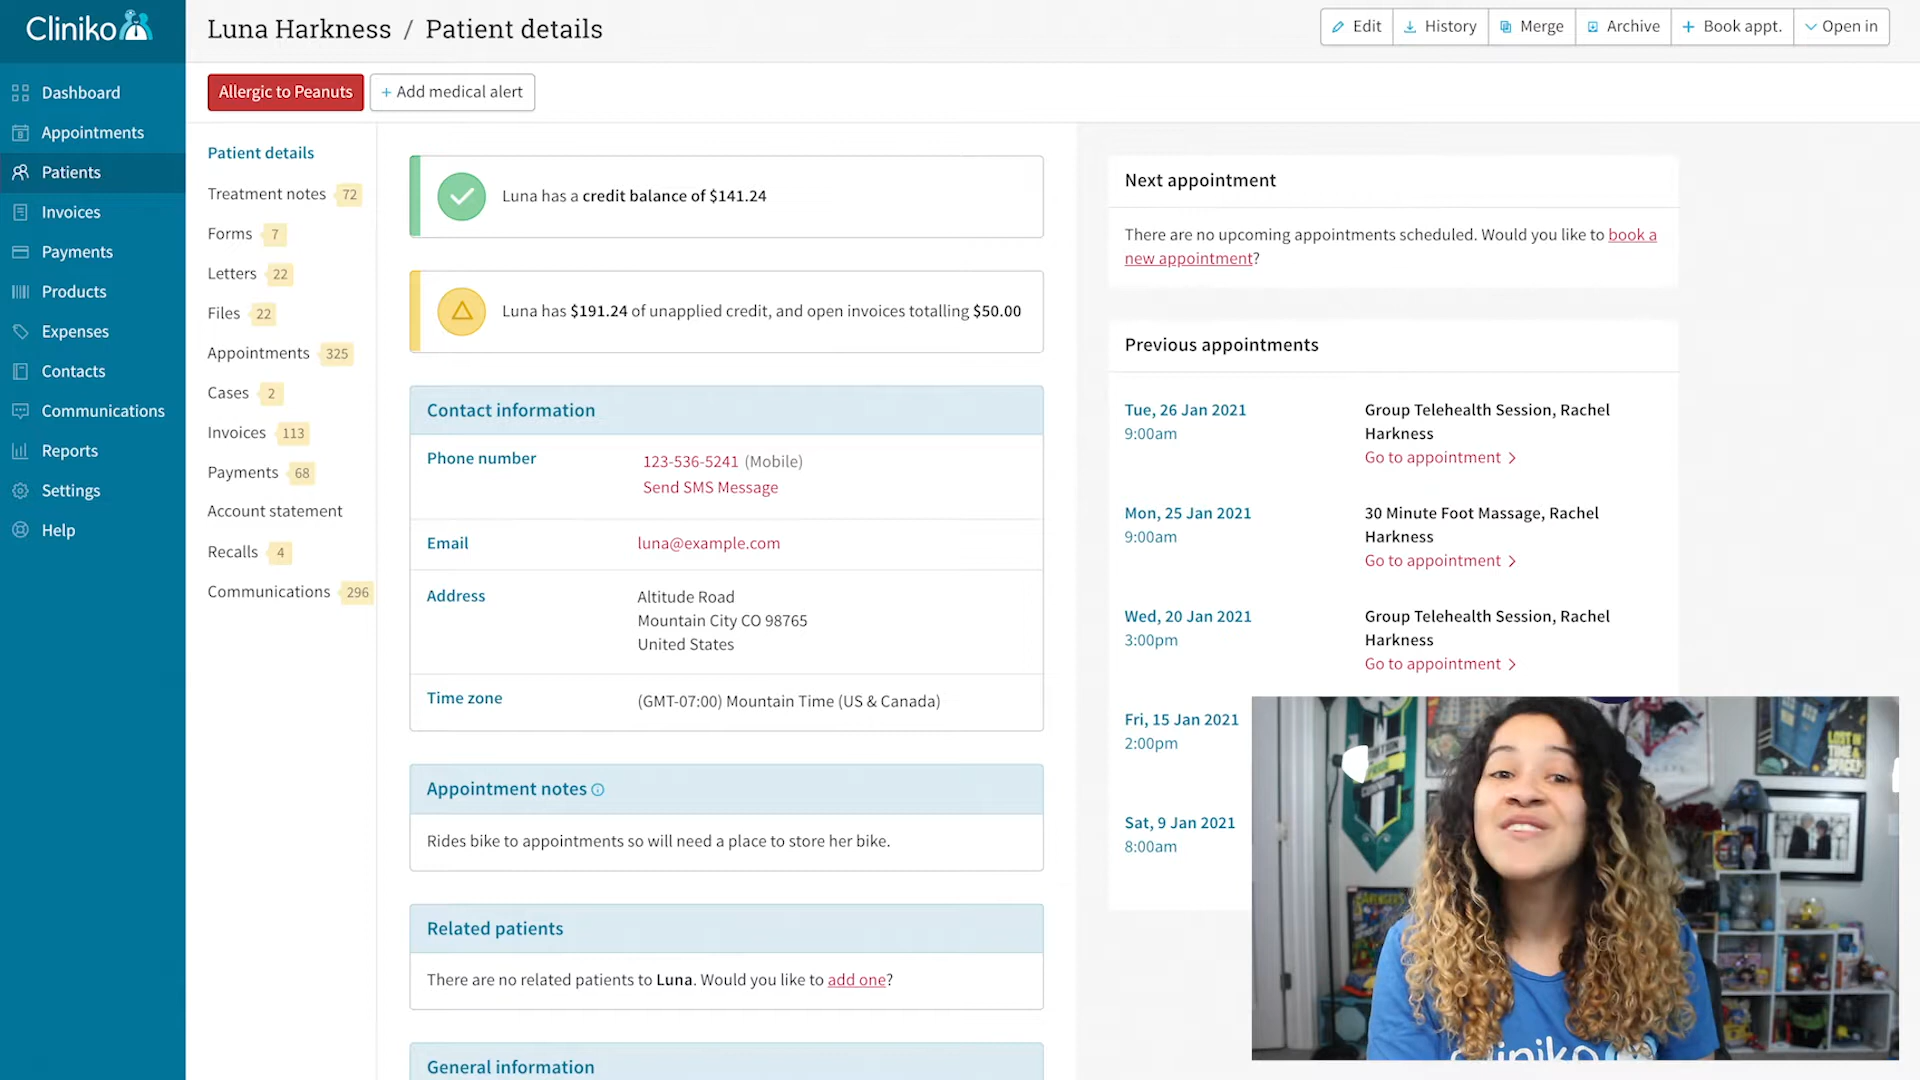 Cliniko
Luna Harkness / Patient details
Edit
History
Merge
Archive
+ Book appt.
Open in
Allergic to Peanuts
+ Add medical alert
Dashboard
Appointments
Patients
Invoices
Payments
Products
Expenses
Contacts
Communications
Reports
Settings
Help
Patient details
Treatment notes 72
Forms 7
Letters 22
Files 22
Appointments 325
Cases 2
Invoices 113
Payments 68
Account statement
Recalls 4
Communications 296
Luna has a credit balance of $141.24
Luna has $191.24 of unapplied credit, and open invoices totalling $50.00
Contact information
Phone number
123-536-5241 (Mobile)
Send SMS Message
Email
luna@example.com
Address
Altitude Road
Mountain City CO 98765
United States
Time zone
(GMT-07:00) Mountain Time (US & Canada)
Appointment notes
Rides bike to appointments so will need a place to store her bike.
Related patients
There are no related patients to Luna. Would you like to add one?
General information
Next appointment
There are no upcoming appointments scheduled. Would you like to book a
new appointment?
Previous appointments
Tue, 26 Jan 2021
9:00am
Group Telehealth Session, Rachel
Harkness
Go to appointment >
Mon, 25 Jan 2021
9:00am
30 Minute Foot Massage, Rachel
Harkness
Go to appointment >
Wed, 20 Jan 2021
3:00pm
Group Telehealth Session, Rachel
Harkness
Go to appointment >
Fri, 15 Jan 2021
2:00pm
Sat, 9 Jan 2021
8:00am
LOST IN
TIME &
SPACE
cliniko